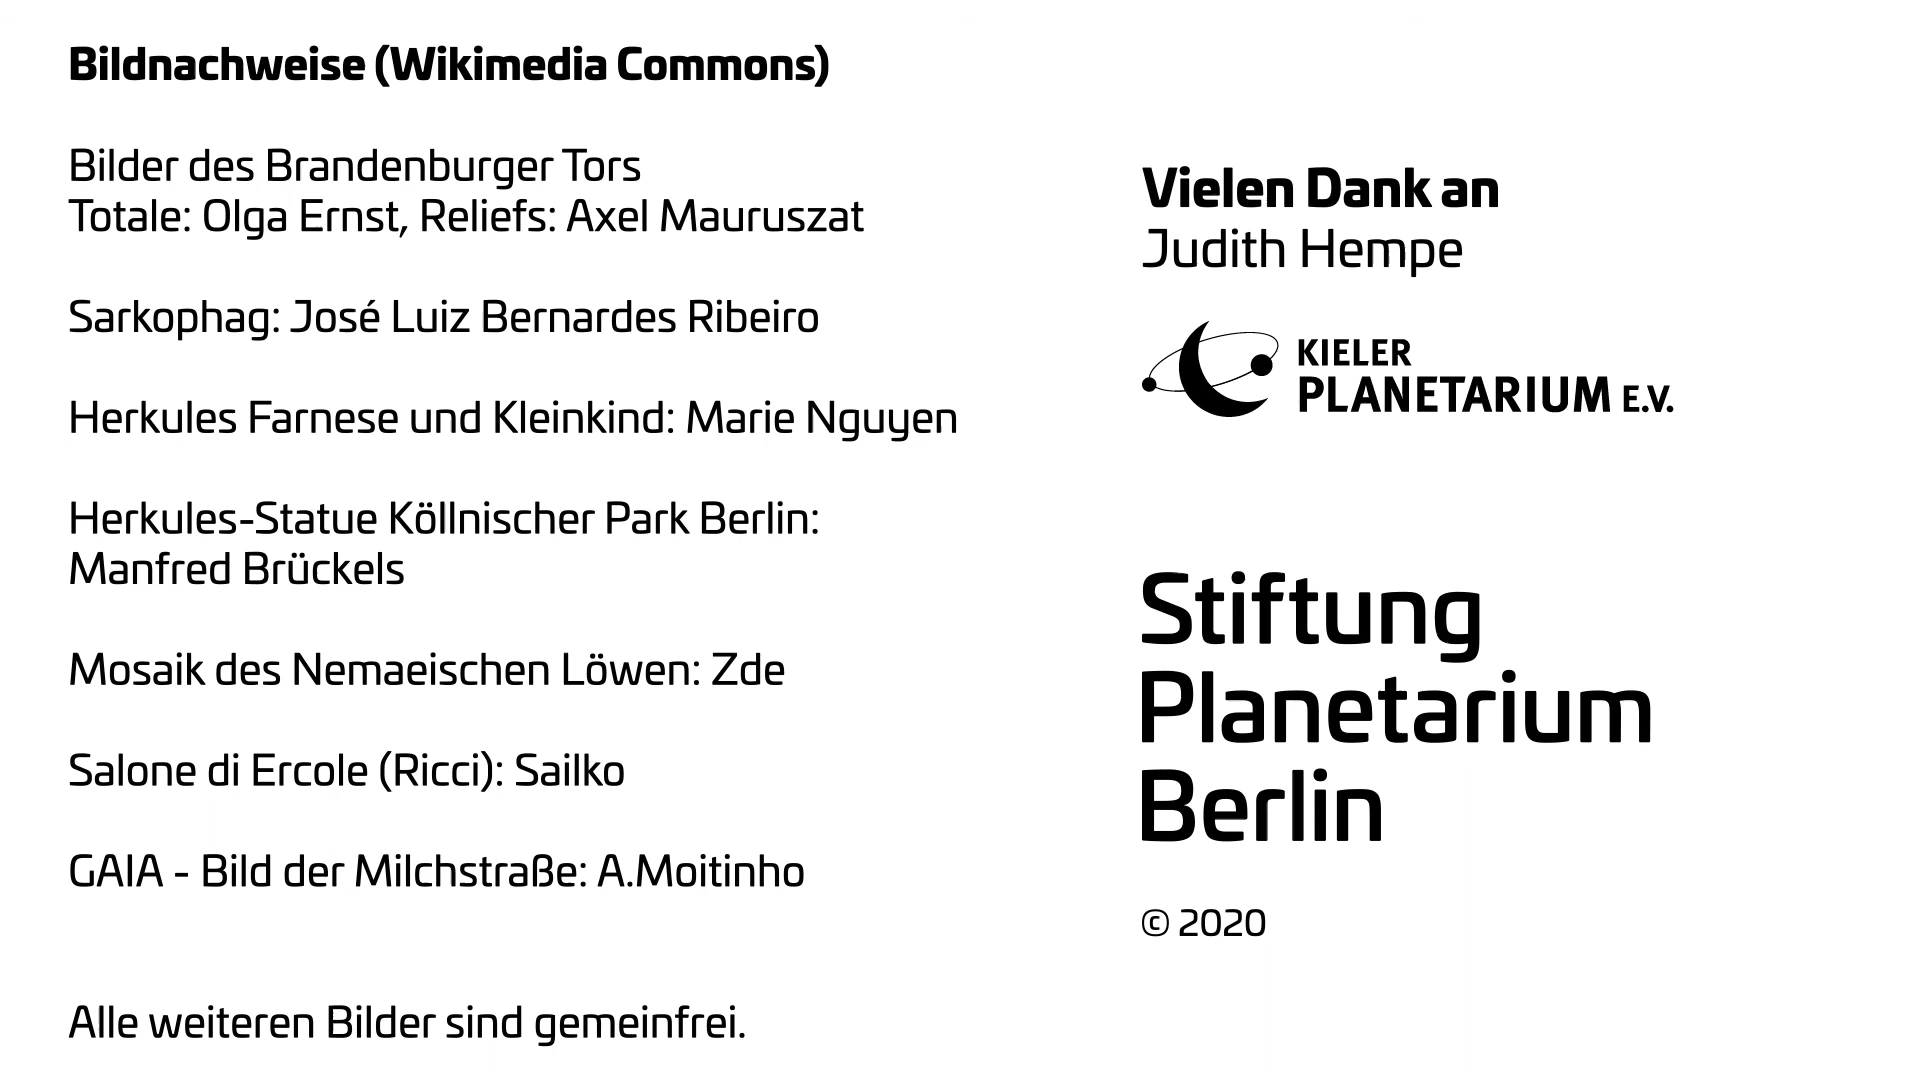 Bildnachweise (Wikimedia Commons)
Bilder des Brandenburger Tors
Totale: Olga Ernst, Reliefs: Axel Mauruszat
Sarkophag: José Luiz Bernardes Ribeiro
Herkules Farnese und Kleinkind: Marie Nguyen
Herkules-Statue Köllnischer Park Berlin:
Manfred Brückels
Mosaik des Nemaeischen Löwen: Zde
Salone di Ercole (Ricci): Sailko
GAIA - Bild der Milchstraße: A.Moitinho
Alle weiteren Bilder sind gemeinfrei.
Vielen Dank an
Judith Hempe
KIELER
PLANETARIUM E.V.
Stiftung
Planetarium
Berlin
© 2020